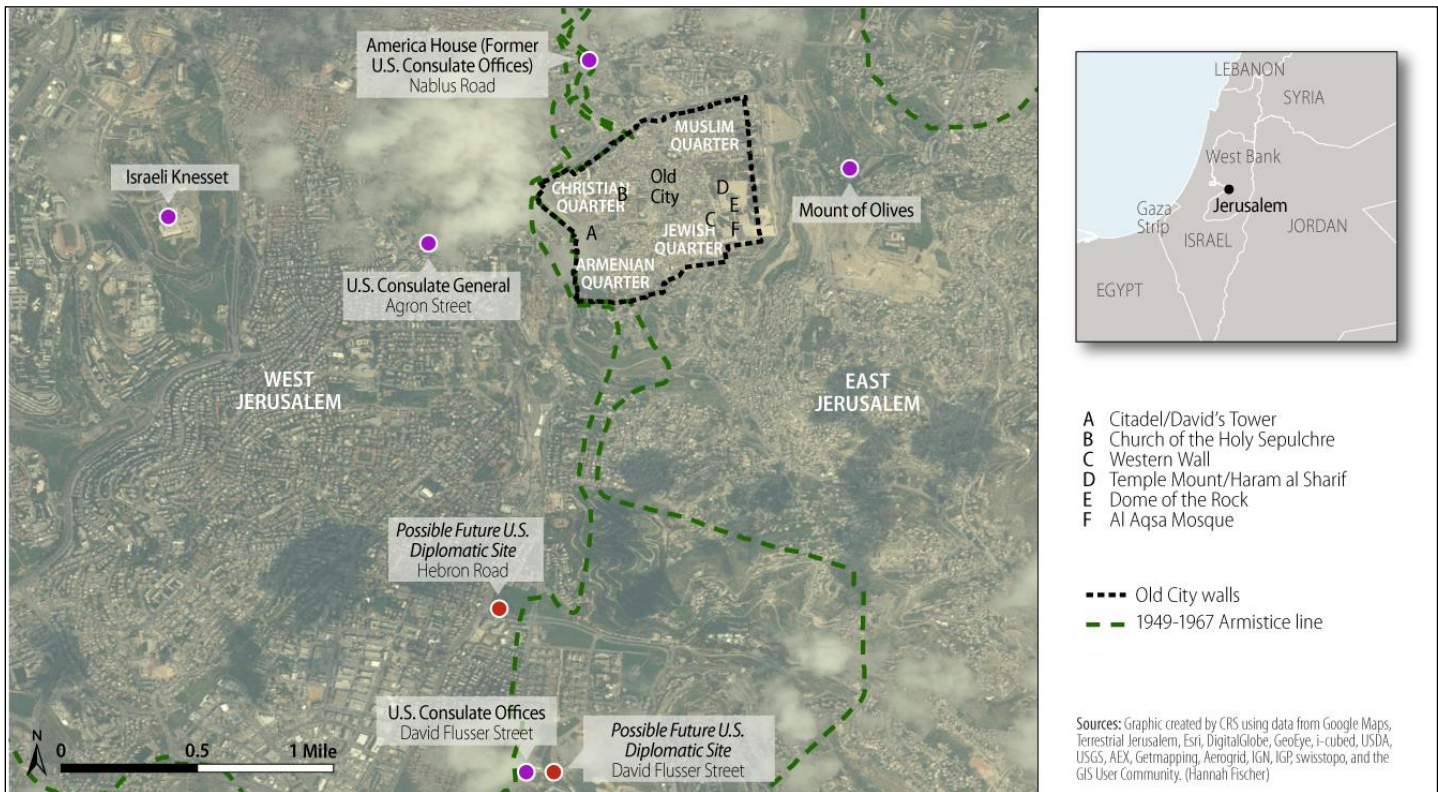 America House (Former
U.S. Consulate Offices)
Nablus Road
MUSLIM
QUARTER
Israeli Knesset
CHRISTIAN
QUARTER
B
Old
City
D
E
Mount of Olives
A
C
F
JEWISH
QUARTER
U.S. Consulate General
Agron Street
ARMENIAN
QUARTER
WEST
JERUSALEM
EAST
JERUSALEM
Possible Future U.S.
Diplomatic Site
Hebron Road
U.S. Consulate Offices
David Flusser Street
Possible Future U.S.
Diplomatic Site
David Flusser Street
N
0 0.5 1 Mile
LEBANON
SYRIA
West Bank
Jerusalem
Gaza
Strip
ISRAEL
JORDAN
EGYPT
A Citadel/David's Tower
B Church of the Holy Sepulchre
C Western Wall
D Temple Mount/Haram al Sharif
E Dome of the Rock
F Al Aqsa Mosque
Old City walls
1949-1967 Armistice line
Sources: Graphic created by CRS using data from Google Maps,
Terrestrial Jerusalem, Esri, DigitalGlobe, GeoEye, i-cubed, USDA,
USGS, AEX, Getmapping, Aerogrid, IGN, IGP, swisstopo, and the
GIS User Community. (Hannah Fischer)